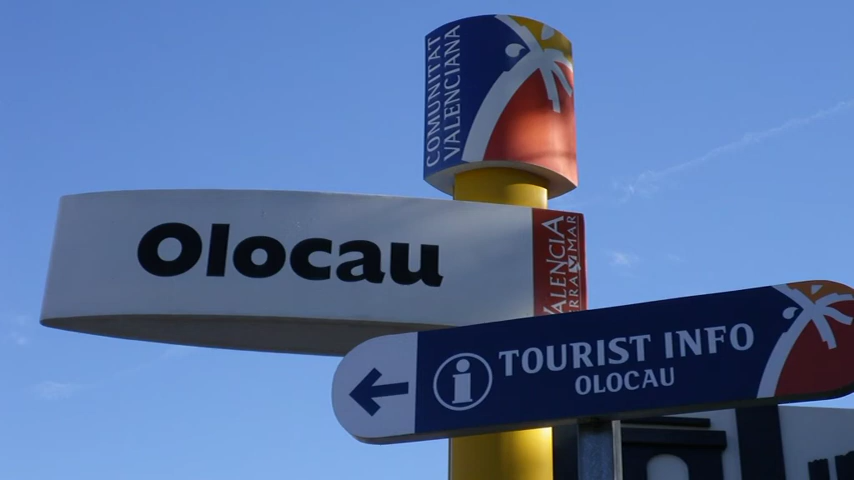 COMUNITAT
VALENCIANA
Olocau
VALENCIA
TERRA MAR
TOURIST INFO
OLOCAU